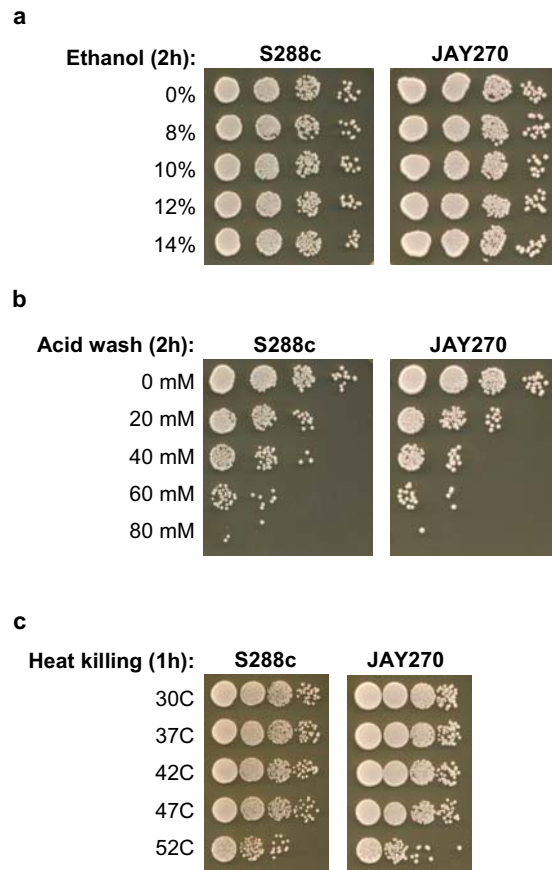 a
Ethanol (2h): S288c JAY270
0%
8%
10%
12%
14%
b
Acid wash (2h): S288c JAY270
0 mM
20 mM
40 mM
60 mM
80 mM
c
Heat killing (1h): S288c JAY270
30C
37C
42C
47C
52C